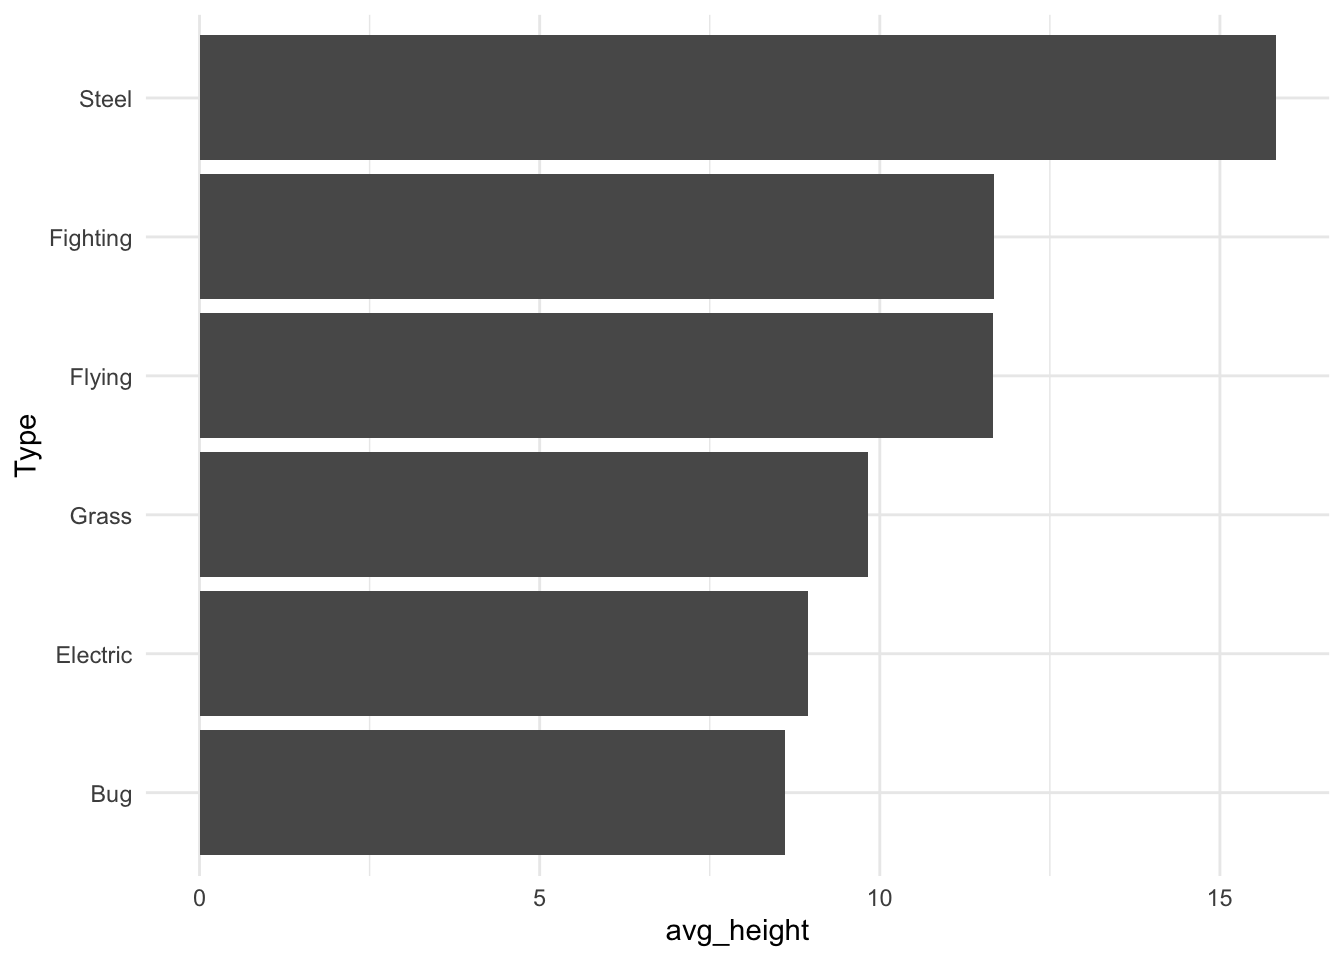 Steel
Fighting
Flying
Grass
Electric
Bug
Type
0 5 10 15
avg_height